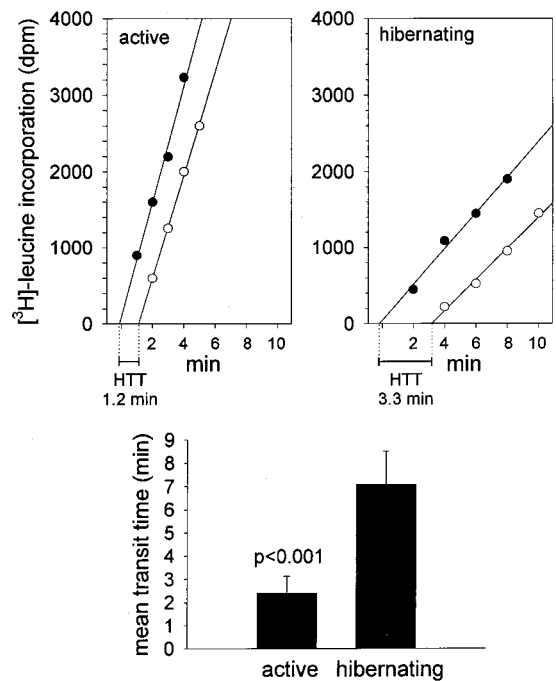 [³H]-leucine incorporation (dpm)
4000
3000
2000
1000
0
active
2 4 6 8 10
min
HTT
1.2 min
4000
3000
2000
1000
0
hibernating
2 4 6 8 10
min
HTT
3.3 min
mean transit time (min)
9
8
7
6
5
4
3
2
1
0
p<0.001
active hibernating